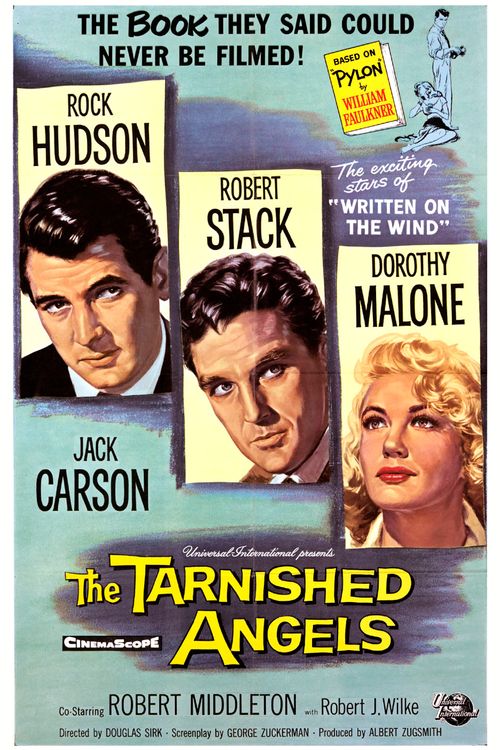 THE BOOK THEY SAID COULD
NEVER BE FILMED!
BASED ON
"PYLON"
by
WILLIAM
FAULKNER
ROCK
HUDSON
ROBERT
STACK
The exciting
stars of
"WRITTEN ON
THE WIND"
DOROTHY
MALONE
JACK
CARSON
Universal-International presents
The TARNISHED
ANGELS
CINEMASCOPE
Co-Starring ROBERT MIDDLETON with Robert J. Wilke
Directed by DOUGLAS SIRK · Screenplay by GEORGE ZUCKERMAN · Produced by ALBERT ZUGSMITH
Universal
International